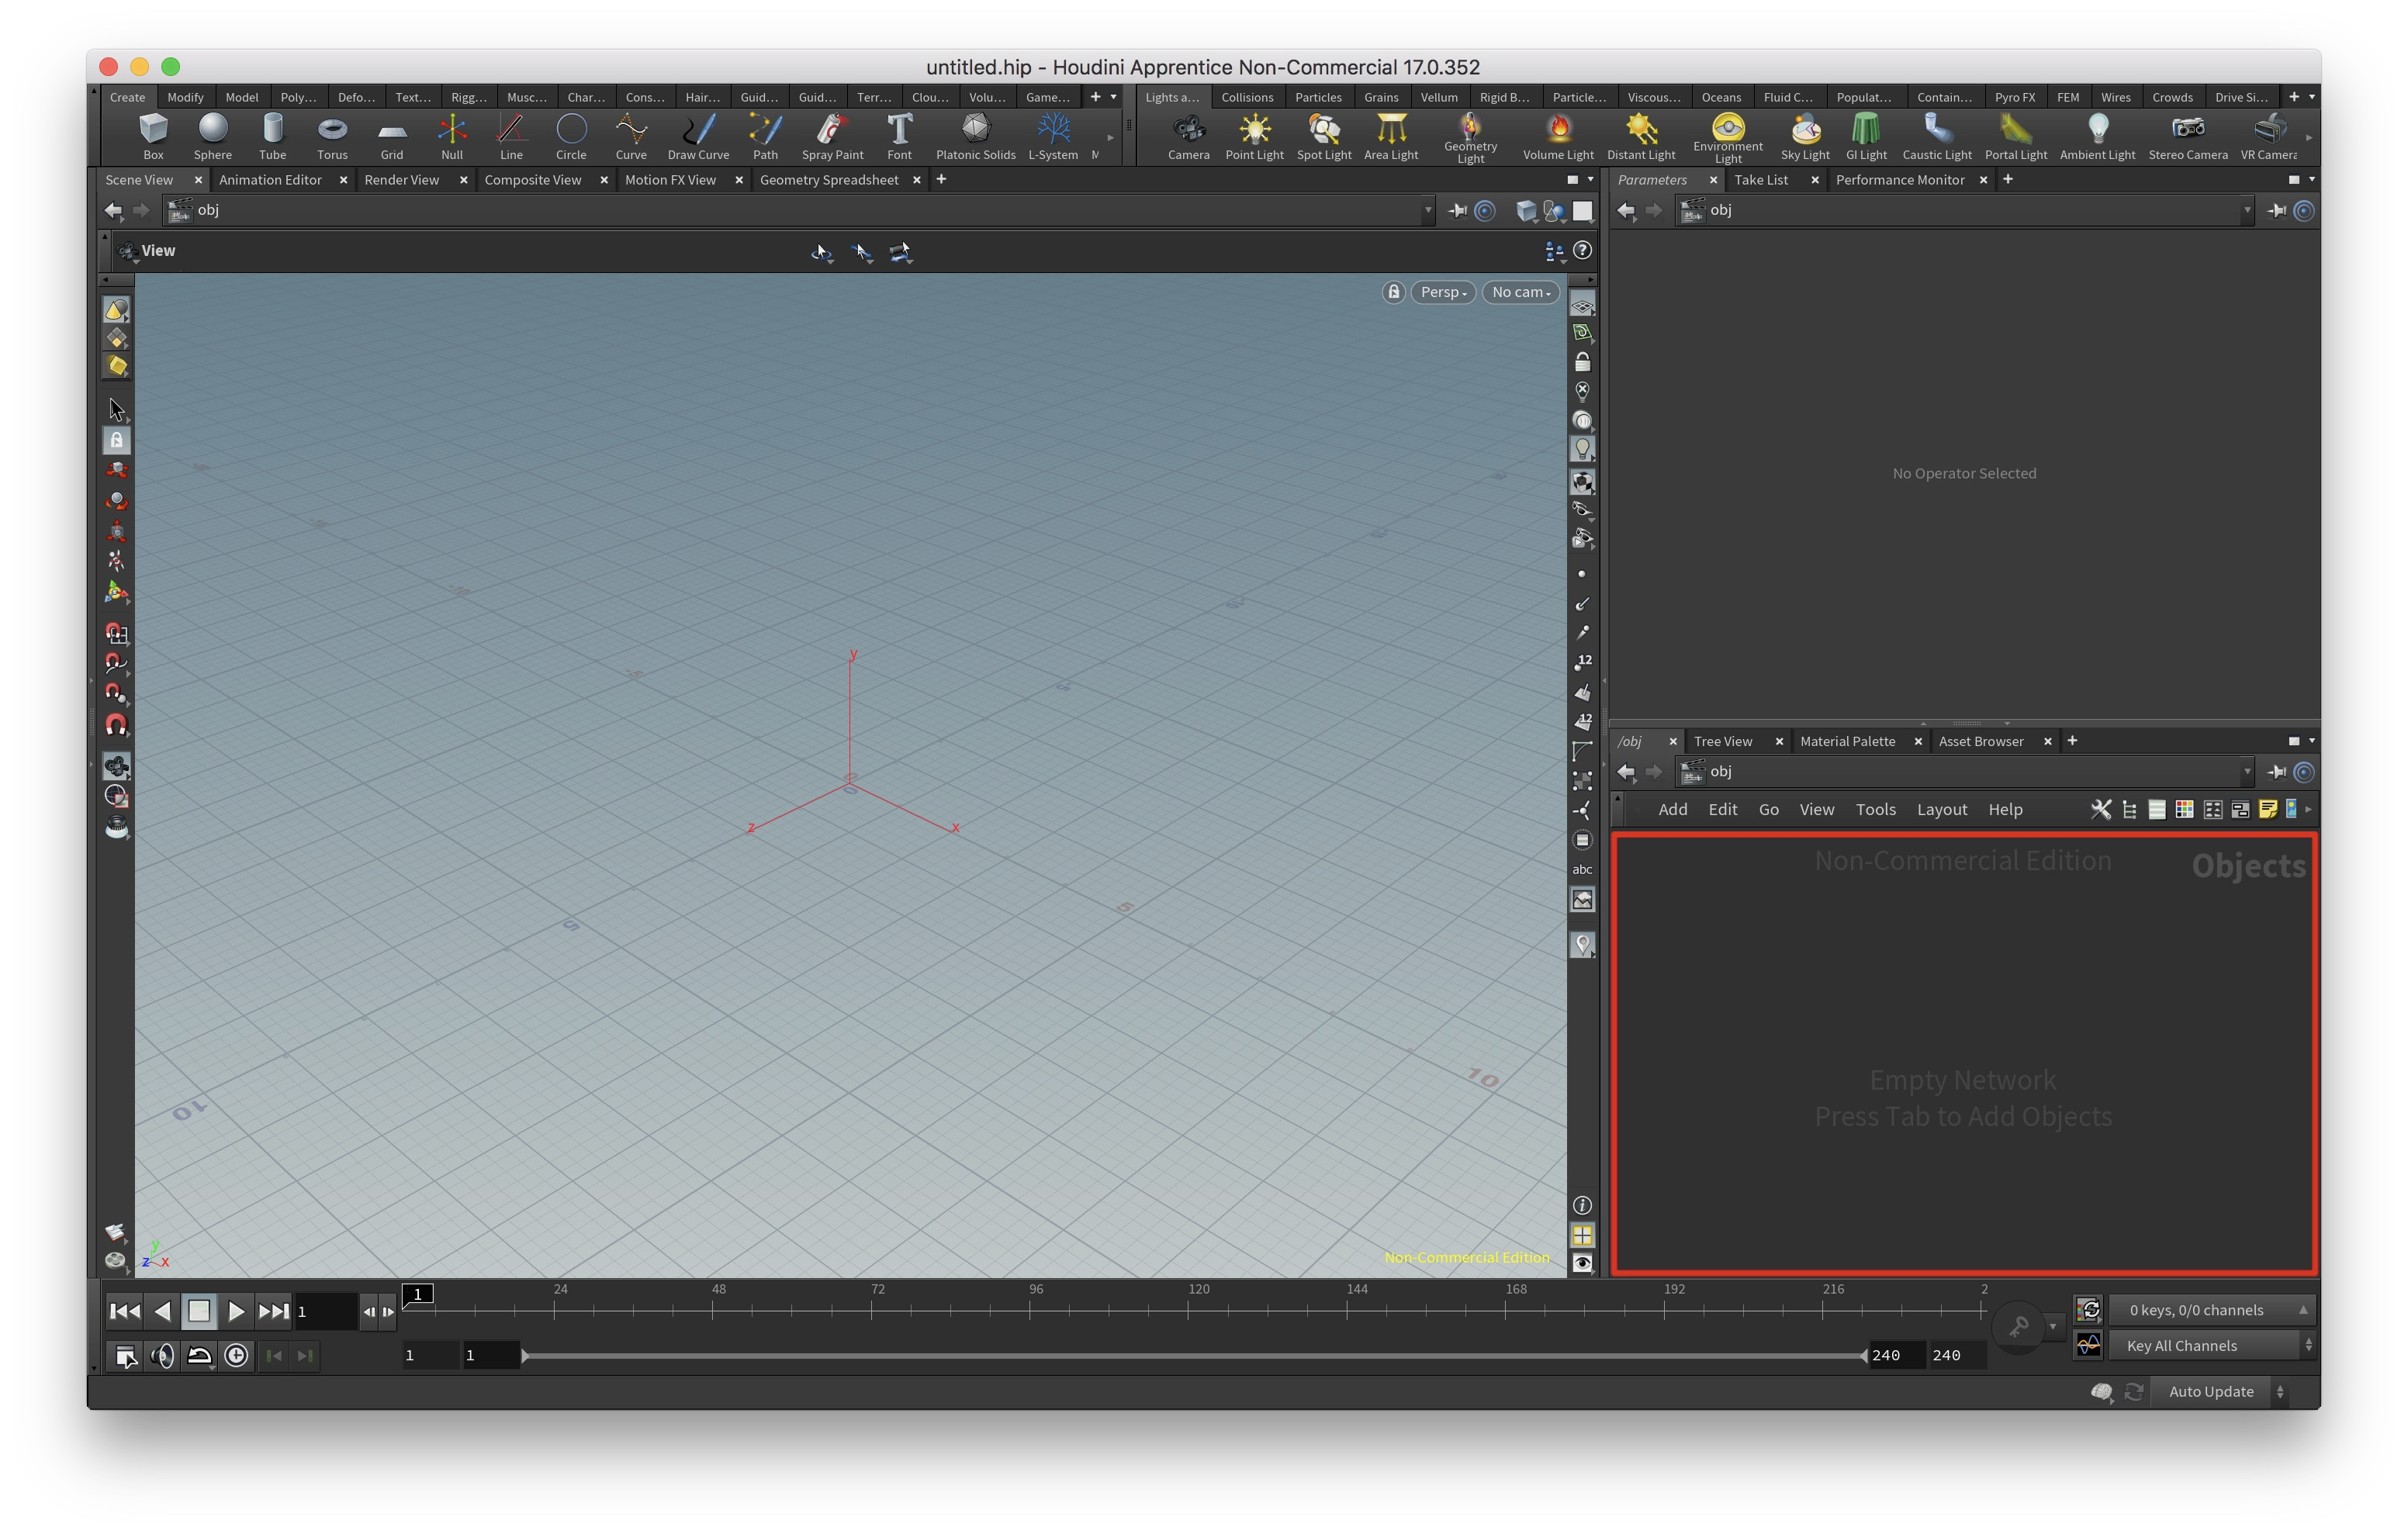 untitled.hip - Houdini Apprentice Non-Commercial 17.0.352
Create Modify Model Poly... Defo... Text... Rigg... Musc... Char... Cons... Hair... Guid... Guid... Terr... Clou... Volu... Game...
Lights a... Collisions Particles Grains Vellum Rigid B... Particle... Viscous... Oceans Fluid C... Populat... Contain... Pyro FX FEM Wires Crowds Drive Si...
Box Sphere Tube Torus Grid Null Line Circle Curve Draw Curve Path Spray Paint Font Platonic Solids L-System M
Camera Point Light Spot Light Area Light Geometry Light Volume Light Distant Light Environment Light Sky Light GI Light Caustic Light Portal Light Ambient Light Stereo Camera VR Camera
Scene View Animation Editor Render View Composite View Motion FX View Geometry Spreadsheet
obj
View
Persp No cam
y
z x
0
-5 5
5 5
10 10
12
12
abc
y
z x
Non-Commercial Edition
Parameters Take List Performance Monitor
obj
No Operator Selected
/obj Tree View Material Palette Asset Browser
obj
Add Edit Go View Tools Layout Help
Non-Commercial Edition Objects
Empty Network
Press Tab to Add Objects
1 1 24 48 72 96 120 144 168 192 216 2
0 keys, 0/0 channels
1 1 240 240
Key All Channels
Auto Update